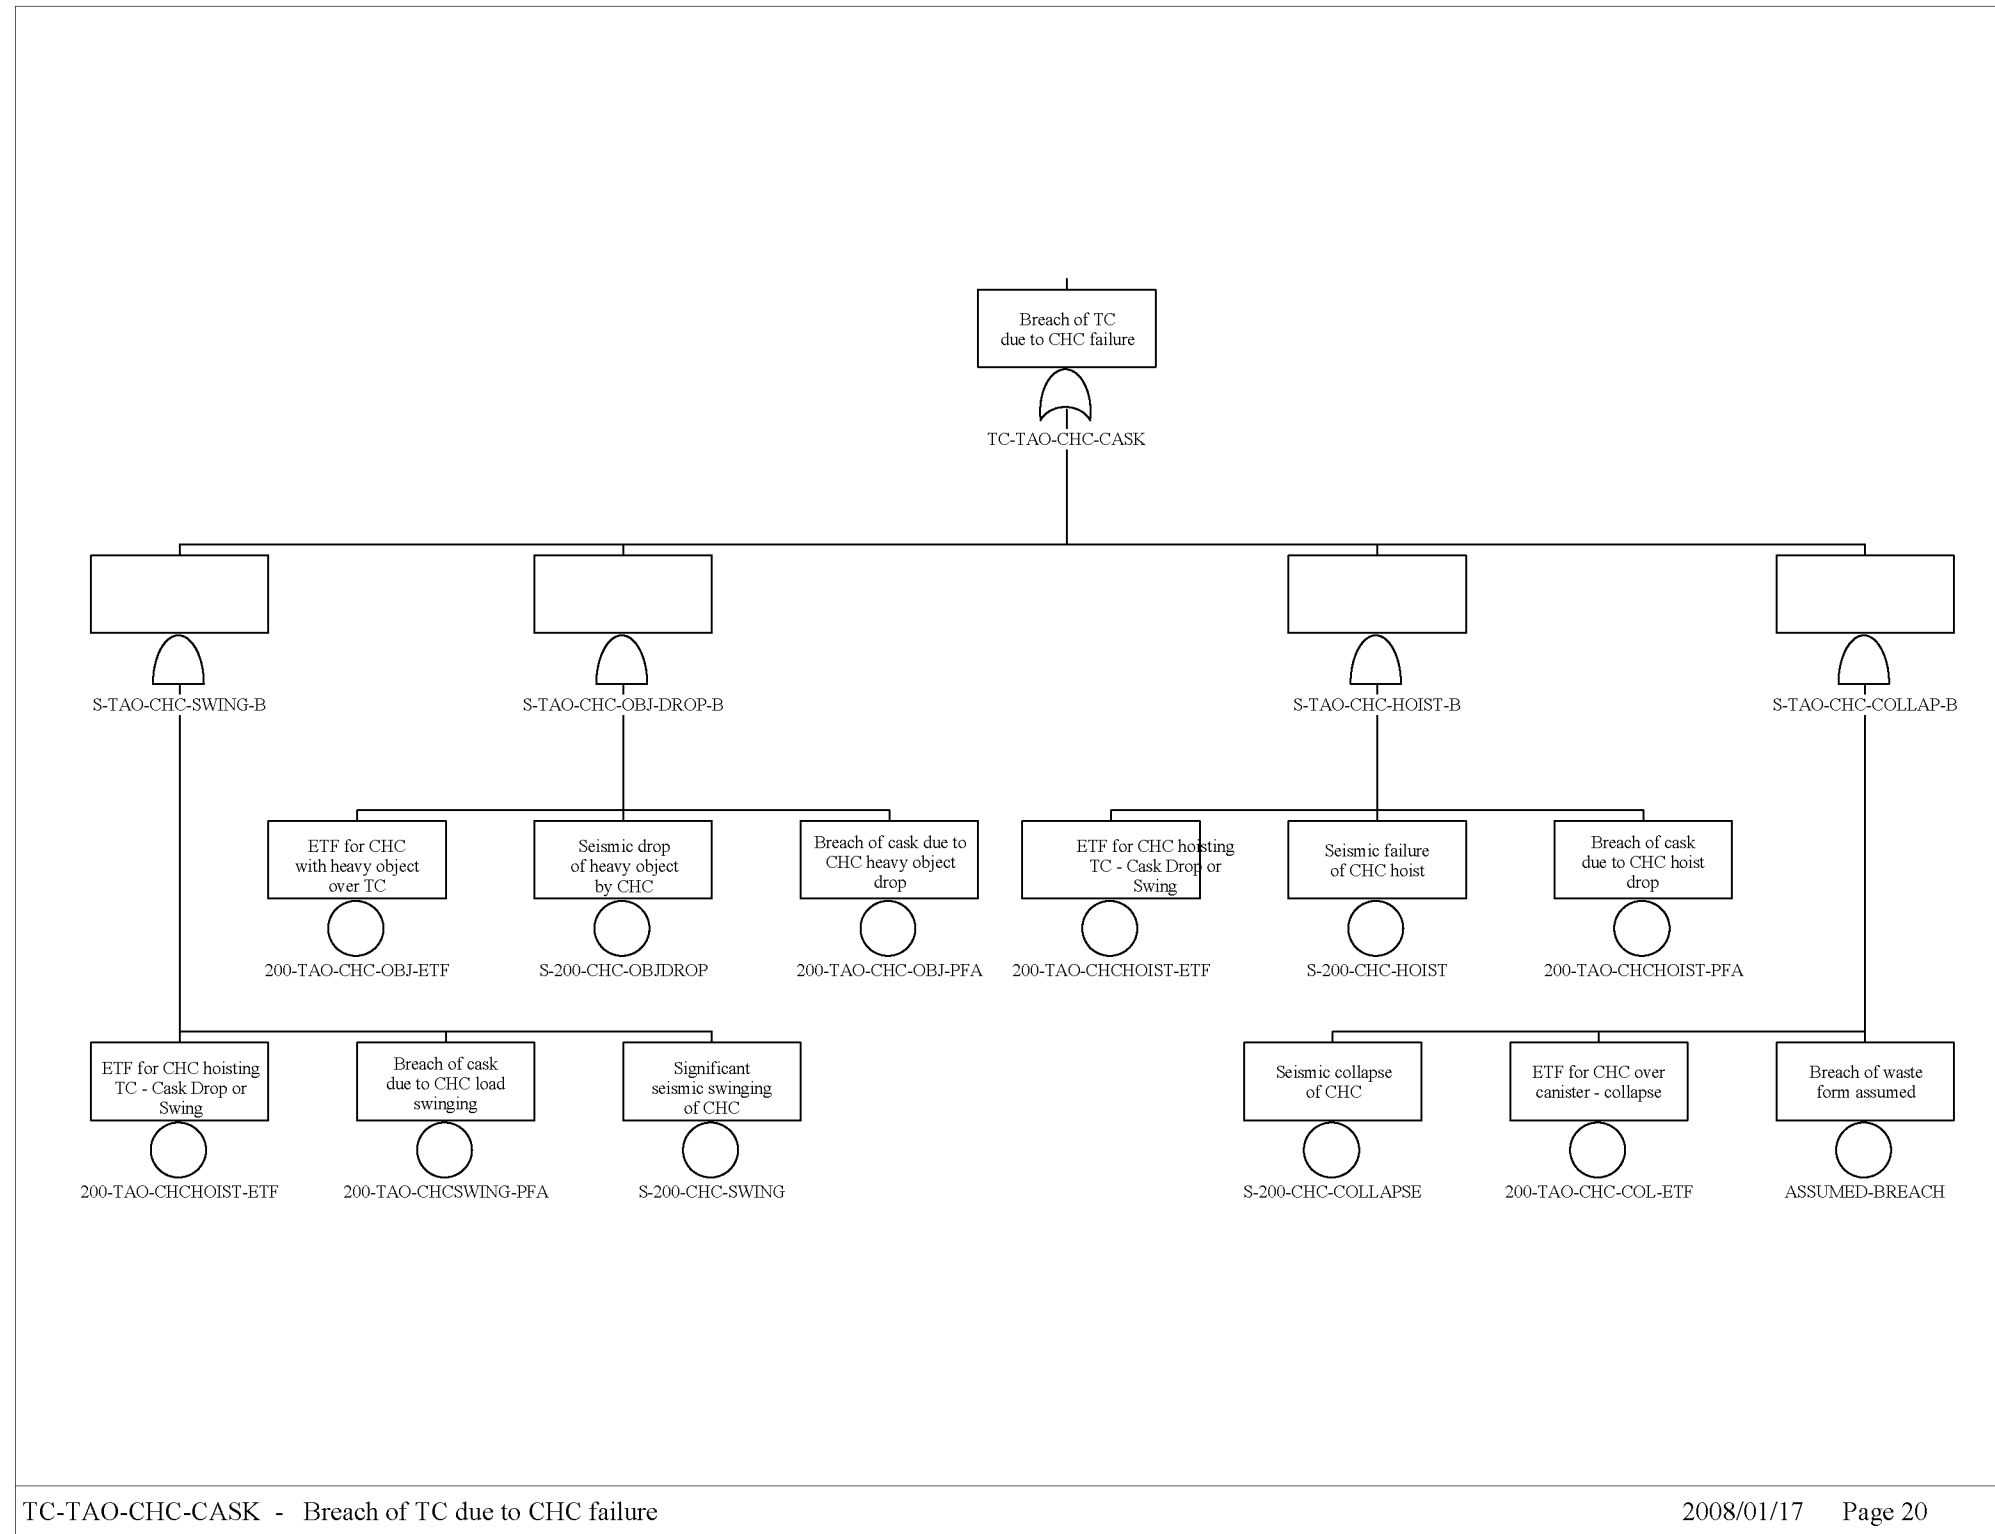 Breach of TC
due to CHC failure
TC-TAO-CHC-CASK
S-TAO-CHC-SWING-B
S-TAO-CHC-OBJ-DROP-B
S-TAO-CHC-HOIST-B
S-TAO-CHC-COLLAP-B
ETF for CHC
with heavy object
over TC
200-TAO-CHC-OBJ-ETF
Seismic drop
of heavy object
by CHC
S-200-CHC-OBJDROP
Breach of cask due to
CHC heavy object
drop
200-TAO-CHC-OBJ-PFA
ETF for CHC hoisting
TC - Cask Drop or
Swing
200-TAO-CHCHOIST-ETF
Seismic failure
of CHC hoist
S-200-CHC-HOIST
Breach of cask
due to CHC hoist
drop
200-TAO-CHCHOIST-PFA
ETF for CHC hoisting
TC - Cask Drop or
Swing
200-TAO-CHCHOIST-ETF
Breach of cask
due to CHC load
swinging
200-TAO-CHCSWING-PFA
Significant
seismic swinging
of CHC
S-200-CHC-SWING
Seismic collapse
of CHC
S-200-CHC-COLLAPSE
ETF for CHC over
canister - collapse
200-TAO-CHC-COL-ETF
Breach of waste
form assumed
ASSUMED-BREACH
TC-TAO-CHC-CASK - Breach of TC due to CHC failure
2008/01/17 Page 20